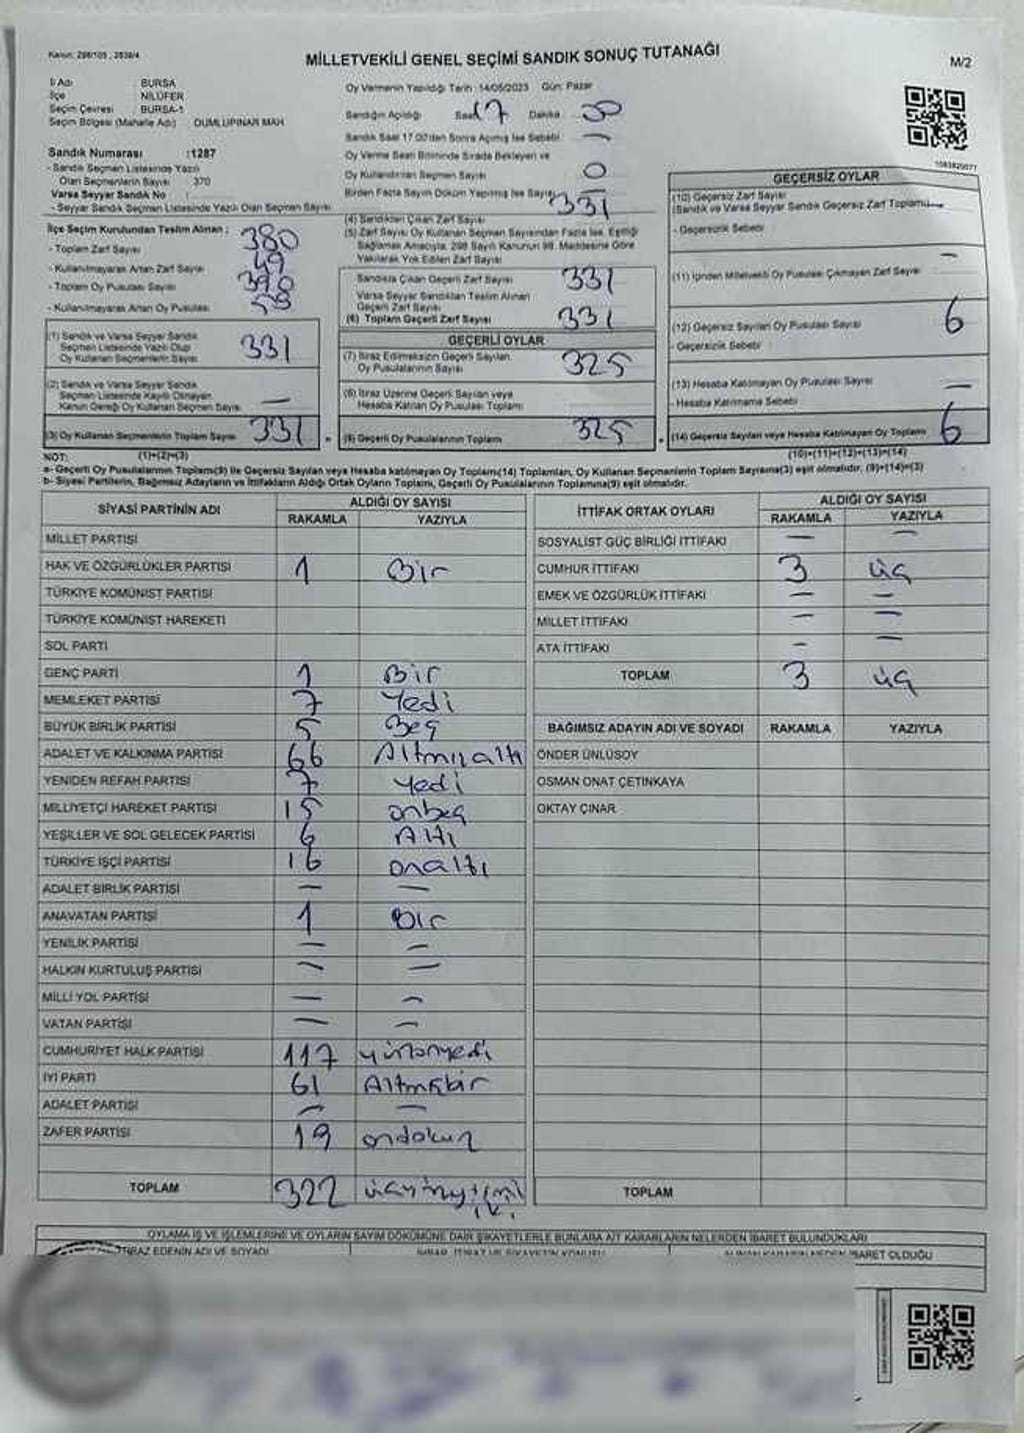 Kanun: 298/105 , 2839/4
MİLLETVEKİLİ GENEL SEÇİMİ SANDIK SONUÇ TUTANAĞI
M/2
İl Adı BURSA
İlçe NİLÜFER
Seçim Çevresi BURSA-1
Seçim Bölgesi (Mahalle Adı) DUMLUPINAR MAH.
Sandık Numarası :1287
- Sandık Seçmen Listesinde Yazılı
Olan Seçmenlerin Sayısı 370
Varsa Seyyar Sandık No :
- Seyyar Sandık Seçmen Listesinde Yazılı Olan Seçmen Sayısı
İlçe Seçim Kurulundan Teslim Alınan ;
- Toplam Zarf Sayısı 380
- Kullanılmayarak Artan Zarf Sayısı 49
- Toplam Oy Pusulası Sayısı
- Kullanılmayarak Artan Oy Pusulası
(1) Sandık ve Varsa Seyyar Sandık
Seçmen Listesinde Yazılı Olup
Oy Kullanan Seçmenlerin Sayısı 331
(2) Sandık ve Varsa Seyyar Sandık
Seçmen Listesinde Kayıtlı Olmayan
Kanun Gereği Oy Kullanan Seçmen Sayısı —
(3) Oy Kullanan Seçmenlerin Toplam Sayısı 331
Oy Vermenin Yapıldığı Tarih : 14/05/2023 Gün: Pazar
Sandığın Açıldığı Saat 17 Dakika
Sandık Saat 17:00'den Sonra Açılmış İse Sebebi: —
Oy Verme Saati Bitiminde Sırada Bekleyen ve
Oy Kullandırılan Seçmen Sayısı 0
Birden Fazla Sayım Döküm Yapılmış İse Sayısı —
(4) Sandıktan Çıkan Zarf Sayısı 331
(5) Zarf Sayısı Oy Kullanan Seçmen Sayısından Fazla İse, Eşitliği
Sağlamak Amacıyla, 298 Sayılı Kanunun 98. Maddesine Göre
Yakılarak Yok Edilen Zarf Sayısı
Sandıkta Çıkan Geçerli Zarf Sayısı 331
Varsa Seyyar Sandıktan Teslim Alınan
Geçerli Zarf Sayısı
(6) Toplam Geçerli Zarf Sayısı 331
GEÇERLİ OYLAR
(7) İtiraz Edilmeksizin Geçerli Sayılan
Oy Pusulalarının Sayısı 325
(8) İtiraz Üzerine Geçerli Sayılan veya
Hesaba Katılan Oy Pusulası Toplamı
(9) Geçerli Oy Pusulalarının Toplamı 325
1083820077
GEÇERSİZ OYLAR
(10) Geçersiz Zarf Sayısı
(Sandık ve Varsa Seyyar Sandık Geçersiz Zarf Toplamı)
- Geçersizlik Sebebi
(11) İçinden Milletvekili Oy Pusulası Çıkmayan Zarf Sayısı —
(12) Geçersiz Sayılan Oy Pusulası Sayısı 6
- Geçersizlik Sebebi
(13) Hesaba Katılmayan Oy Pusulası Sayısı —
- Hesaba Katılmama Sebebi
(14) Geçersiz Sayılan veya Hesaba Katılmayan Oy Toplamı 6
NOT: (1)+(2)=(3) (10)+(11)+(12)+(13)=(14)
a- Geçerli Oy Pusulalarının Toplamı(9) ile Geçersiz Sayılan veya Hesaba katılmayan Oy Toplam(14) Toplamları, Oy Kullanan Seçmenlerin Toplam Sayısına(3) eşit olmalıdır. (9)+(14)=(3)
b- Siyasi Partilerin, Bağımsız Adayların ve İttifakların Aldığı Ortak Oyların Toplamı, Geçerli Oy Pusulalarının Toplamına(9) eşit olmalıdır.
SİYASİ PARTİNİN ADI ALDIĞI OY SAYISI
RAKAMLA YAZIYLA
MİLLET PARTİSİ
HAK VE ÖZGÜRLÜKLER PARTİSİ 1 Bir
TÜRKİYE KOMÜNİST PARTİSİ
TÜRKİYE KOMÜNİST HAREKETİ
SOL PARTİ
GENÇ PARTİ 1 Bir
MEMLEKET PARTİSİ 7 Yedi
BÜYÜK BİRLİK PARTİSİ 5 Beş
ADALET VE KALKINMA PARTİSİ 66 Altmışaltı
YENİDEN REFAH PARTİSİ 7 Yedi
MİLLİYETÇİ HAREKET PARTİSİ 15 onbeş
YEŞİLLER VE SOL GELECEK PARTİSİ 6 Altı
TÜRKİYE İŞÇİ PARTİSİ 16 onaltı
ADALET BİRLİK PARTİSİ — —
ANAVATAN PARTİSİ 1 Bir
YENİLİK PARTİSİ — —
HALKIN KURTULUŞ PARTİSİ — —
MİLLİ YOL PARTİSİ — —
VATAN PARTİSİ — —
CUMHURİYET HALK PARTİSİ 117 yüzonyedi
İYİ PARTİ 61 Altmışbir
ADALET PARTİSİ — —
ZAFER PARTİSİ 19 ondokuz
TOPLAM 322 üçyüzyirmi iki
İTTİFAK ORTAK OYLARI ALDIĞI OY SAYISI
RAKAMLA YAZIYLA
SOSYALİST GÜÇ BİRLİĞİ İTTİFAKI — —
CUMHUR İTTİFAKI 3 üç
EMEK VE ÖZGÜRLÜK İTTİFAKI — —
MİLLET İTTİFAKI — —
ATA İTTİFAKI — —
TOPLAM 3 üç
BAĞIMSIZ ADAYIN ADI VE SOYADI RAKAMLA YAZIYLA
ÖNDER ÜNLÜSOY
OSMAN ONAT ÇETİNKAYA
OKTAY ÇINAR
TOPLAM
OYLAMA İŞ VE İŞLEMLERİNE VE OYLARIN SAYIM DÖKÜMÜNE DAİR ŞİKAYETLERLE BUNLARA AİT KARARLARIN NELERDEN İBARET BULUNDUKLARI
İTİRAZ EDENİN ADI VE SOYADI İHBAR, İTİRAZ VE ŞİKAYETİN KONUSU ALINAN KARARIN NEDEN İBARET OLDUĞU